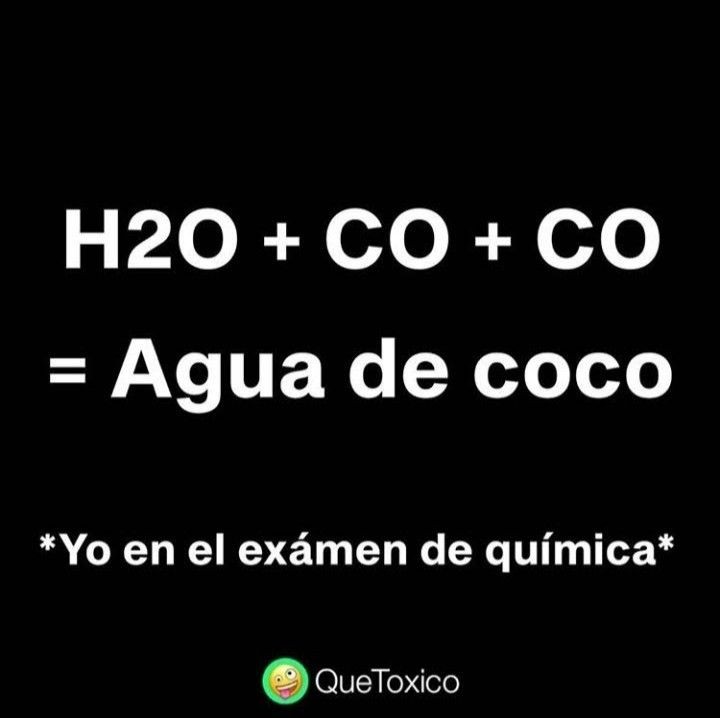 H2O + CO + CO
= Agua de coco
*Yo en el exámen de química*
QueToxico